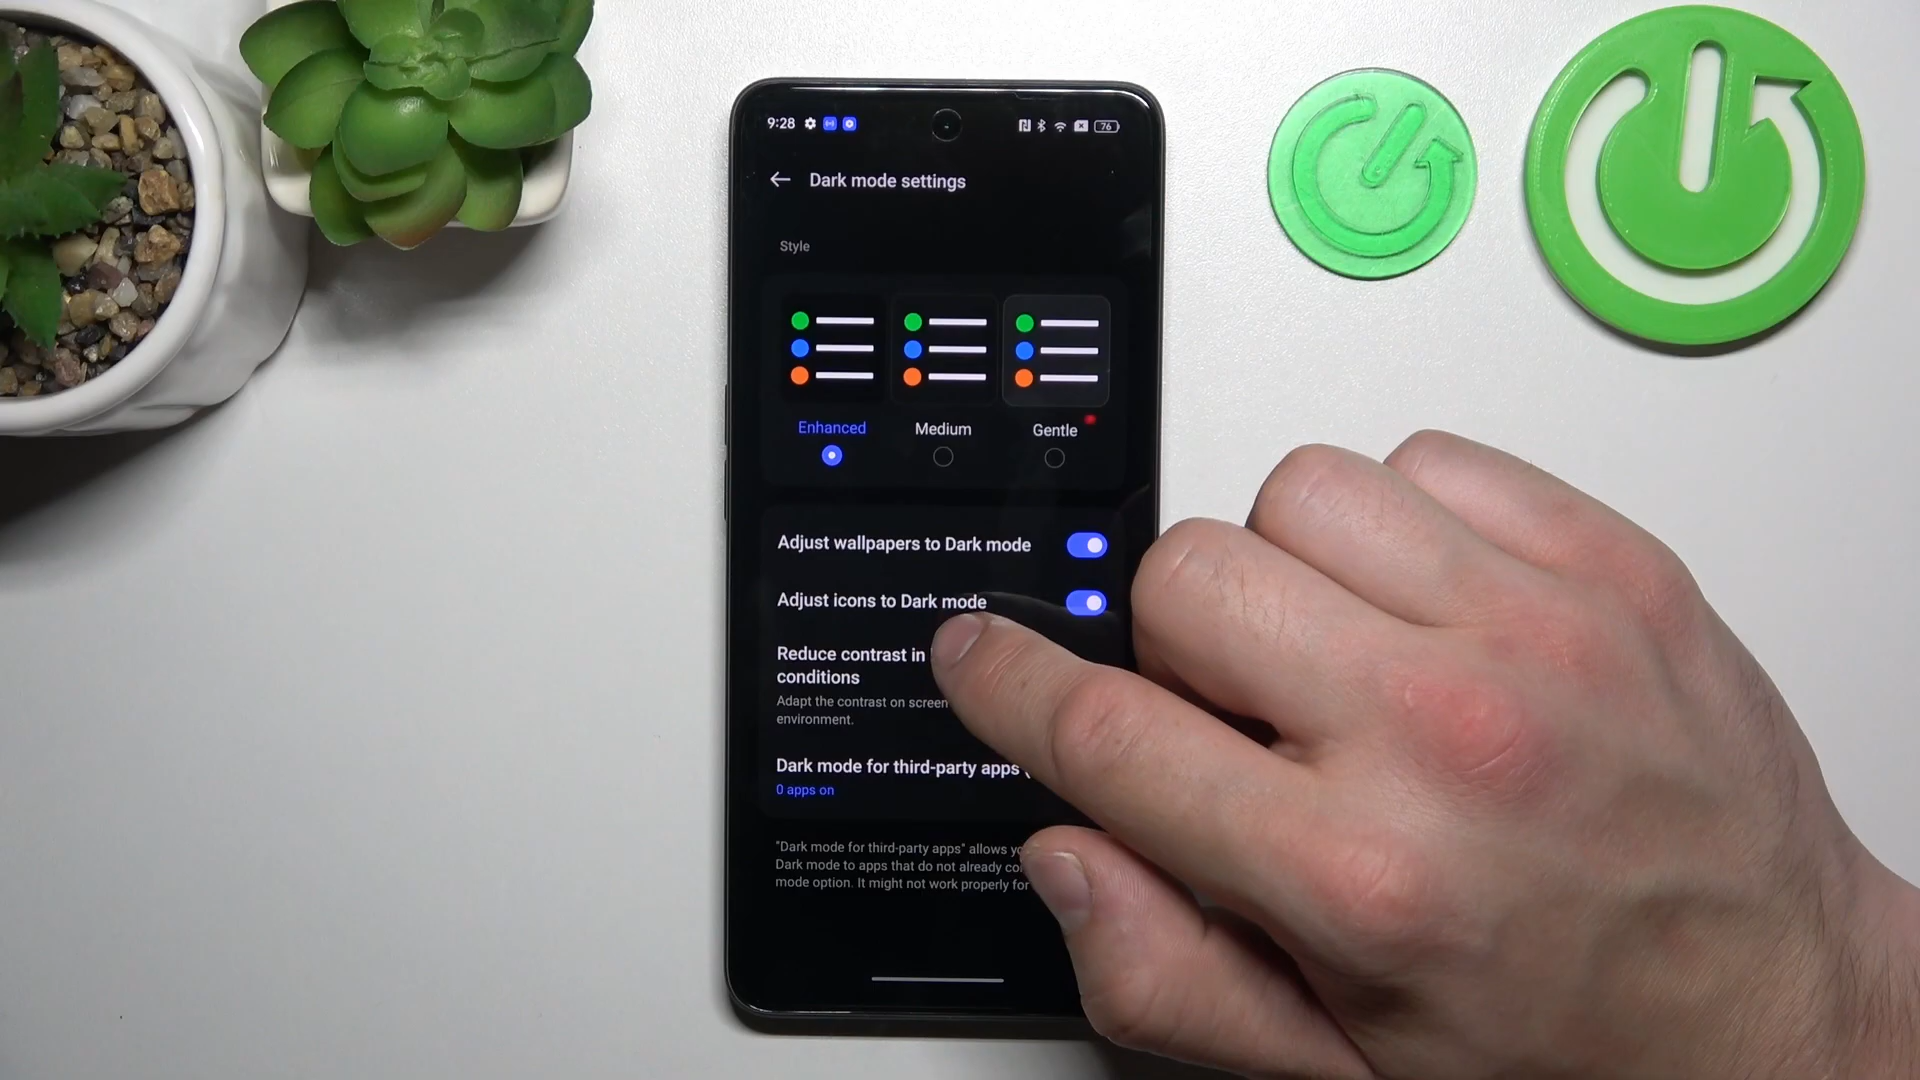 9:28
76
Dark mode settings
Style
Enhanced
Medium
Gentle
Adjust wallpapers to Dark mode
Adjust icons to Dark mode
Reduce contrast in
conditions
Adapt the contrast on screen
environment.
Dark mode for third-party apps
0 apps on
"Dark mode for third-party apps" allows
Dark mode to apps that do not already
mode option. It might not work properly for